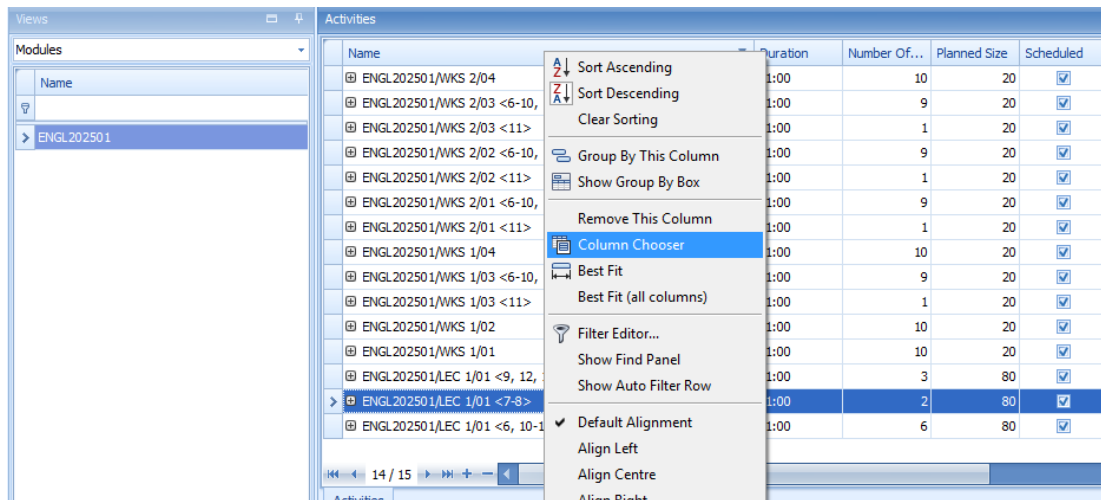 Views
Modules
Name
ENGL202501
Activities
Name Duration Number Of... Planned Size Scheduled
ENGL202501/WKS 2/04 1:00 10 20
ENGL202501/WKS 2/03 <6-10, 1:00 9 20
ENGL202501/WKS 2/03 <11> 1:00 1 20
ENGL202501/WKS 2/02 <6-10, 1:00 9 20
ENGL202501/WKS 2/02 <11> 1:00 1 20
ENGL202501/WKS 2/01 <6-10, 1:00 9 20
ENGL202501/WKS 2/01 <11> 1:00 1 20
ENGL202501/WKS 1/04 1:00 10 20
ENGL202501/WKS 1/03 <6-10, 1:00 9 20
ENGL202501/WKS 1/03 <11> 1:00 1 20
ENGL202501/WKS 1/02 1:00 10 20
ENGL202501/WKS 1/01 1:00 10 20
ENGL202501/LEC 1/01 <9, 12, 1:00 3 80
ENGL202501/LEC 1/01 <7-8> 1:00 2 80
ENGL202501/LEC 1/01 <6, 10-1 1:00 6 80
14 / 15
Activities
Sort Ascending
Sort Descending
Clear Sorting
Group By This Column
Show Group By Box
Remove This Column
Column Chooser
Best Fit
Best Fit (all columns)
Filter Editor...
Show Find Panel
Show Auto Filter Row
Default Alignment
Align Left
Align Centre
Align Right